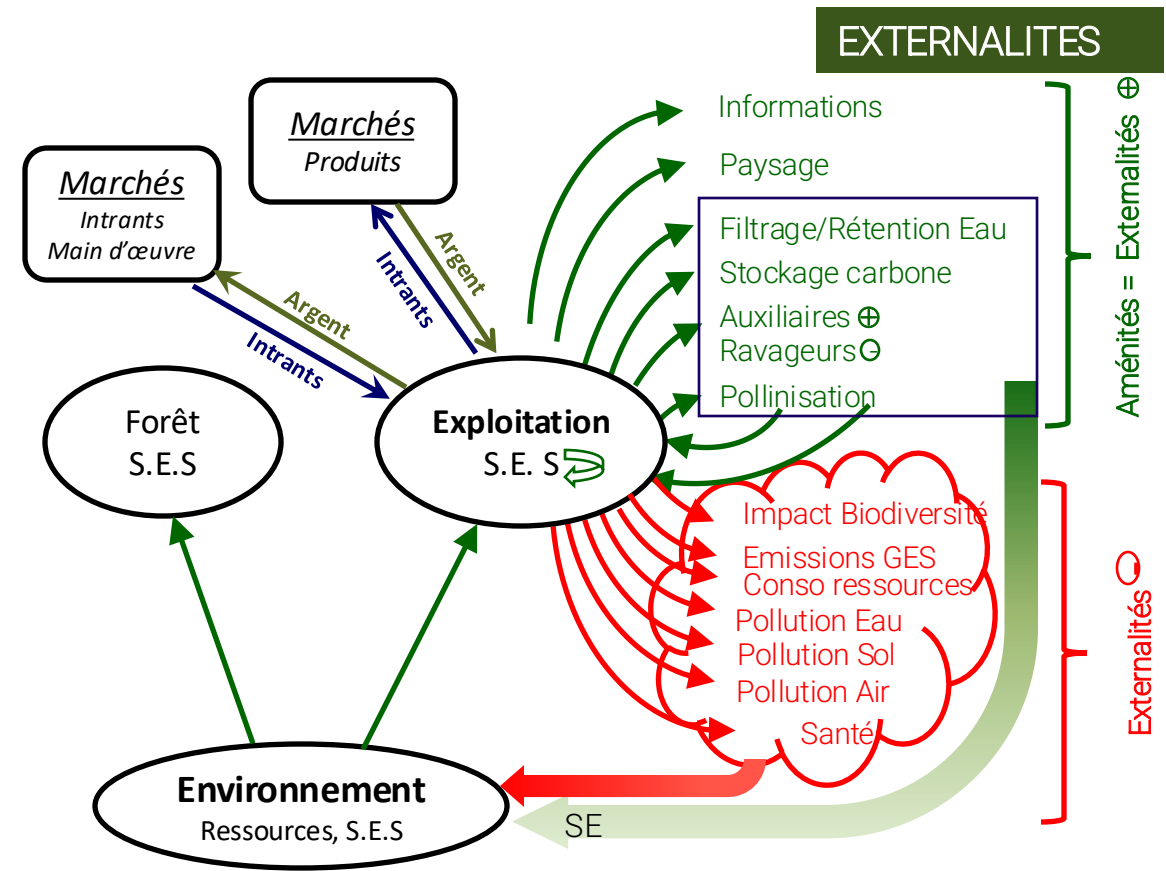 EXTERNALITES
Marchés
Produits
Marchés
Intrants
Main d'œuvre
Argent
Intrants
Argent
Intrants
Forêt
S.E.S
Exploitation
S.E. S
Environnement
Ressources, S.E.S
Informations
Paysage
Filtrage/Rétention Eau
Stockage carbone
Auxiliaires ⊕
Ravageurs ⊖
Pollinisation
Impact Biodiversité
Emissions GES
Conso ressources
Pollution Eau
Pollution Sol
Pollution Air
Santé
SE
Aménités = Externalités ⊕
Externalités ⊖